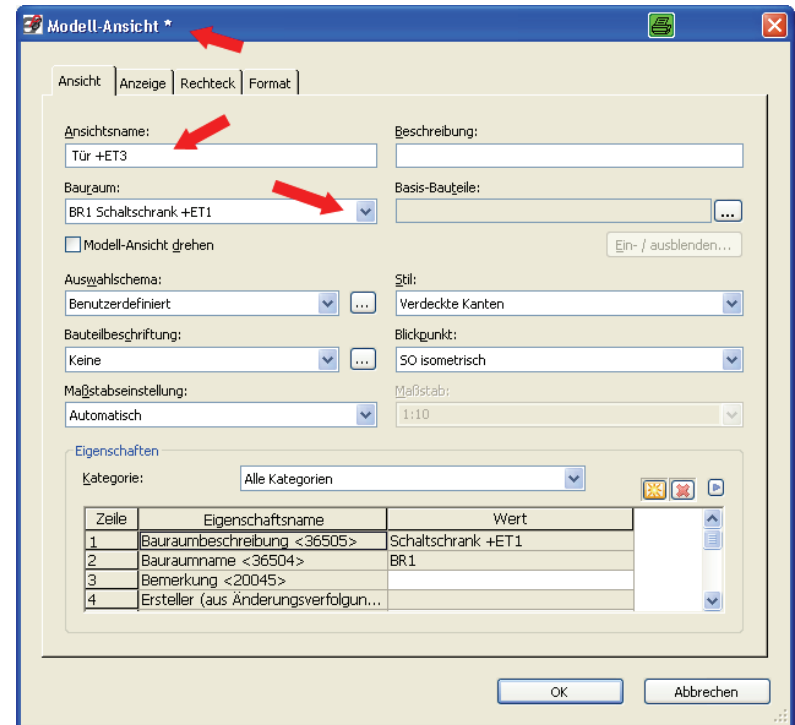 Modell-Ansicht *
Ansicht Anzeige Rechteck Format
Ansichtsname: Beschreibung:
Tür +ET3
Bauraum: Basis-Bauteile:
BR1 Schaltschrank +ET1 ...
Modell-Ansicht drehen Ein- / ausblenden...
Auswahlschema: Stil:
Benutzerdefiniert ... Verdeckte Kanten
Bauteilbeschriftung: Blickpunkt:
Keine ... SO isometrisch
Maßstabseinstellung: Maßstab:
Automatisch 1:10
Eigenschaften
Kategorie: Alle Kategorien
Zeile Eigenschaftsname Wert
1 Bauraumbeschreibung <36505> Schaltschrank +ET1
2 Bauraumname <36504> BR1
3 Bemerkung <20045>
4 Ersteller (aus Änderungsverfolgun...
OK Abbrechen